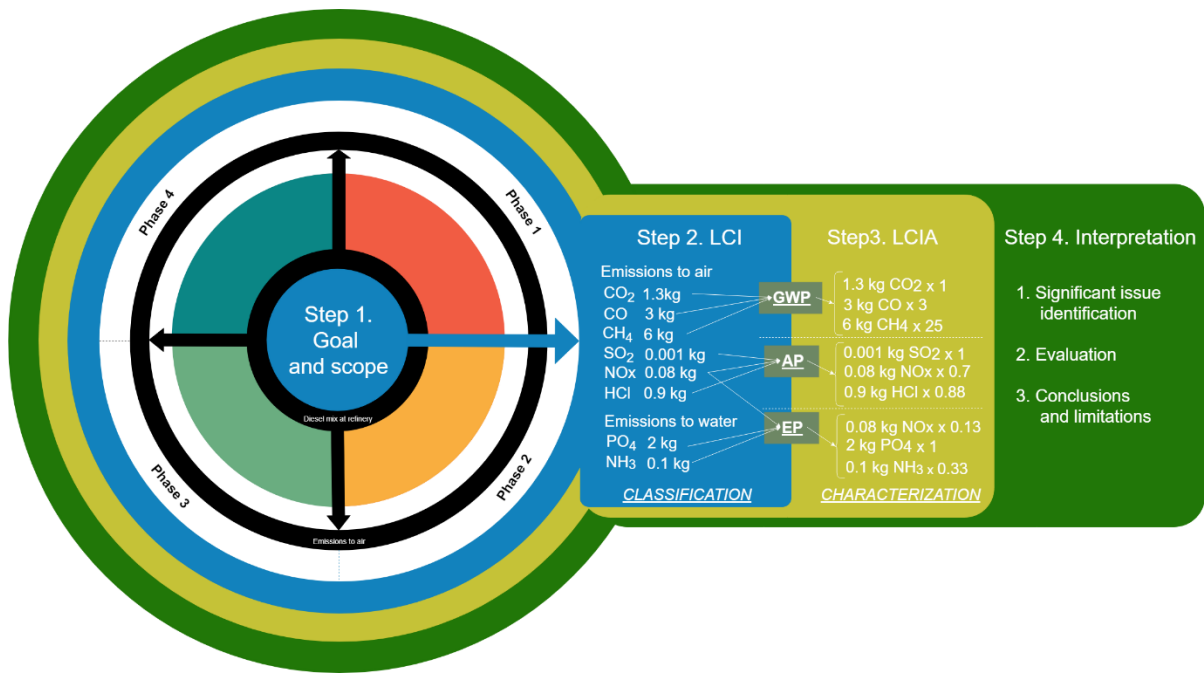 Phase 4
Phase 1
Step 1.
Goal
and scope
Diesel mix at refinery
Phase 3
Phase 2
Emissions to air
Step 2. LCI
Emissions to air
CO₂ 1.3kg
CO 3 kg
CH₄ 6 kg
SO₂ 0.001 kg
NOx 0.08 kg
HCl 0.9 kg
Emissions to water
PO₄ 2 kg
NH₃ 0.1 kg
CLASSIFICATION
GWP
AP
EP
Step3. LCIA
1.3 kg CO₂ x 1
3 kg CO x 3
6 kg CH₄ x 25
0.001 kg SO₂ x 1
0.08 kg NOx x 0.7
0.9 kg HCl x 0.88
0.08 kg NOx x 0.13
2 kg PO₄ x 1
0.1 kg NH₃ x 0.33
CHARACTERIZATION
Step 4. Interpretation
1. Significant issue
identification
2. Evaluation
3. Conclusions
and limitations